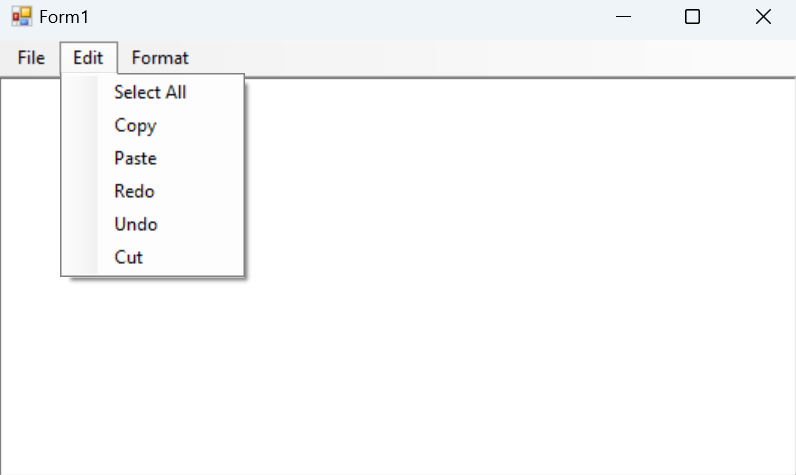 Form1
File Edit Format
Select All
Copy
Paste
Redo
Undo
Cut